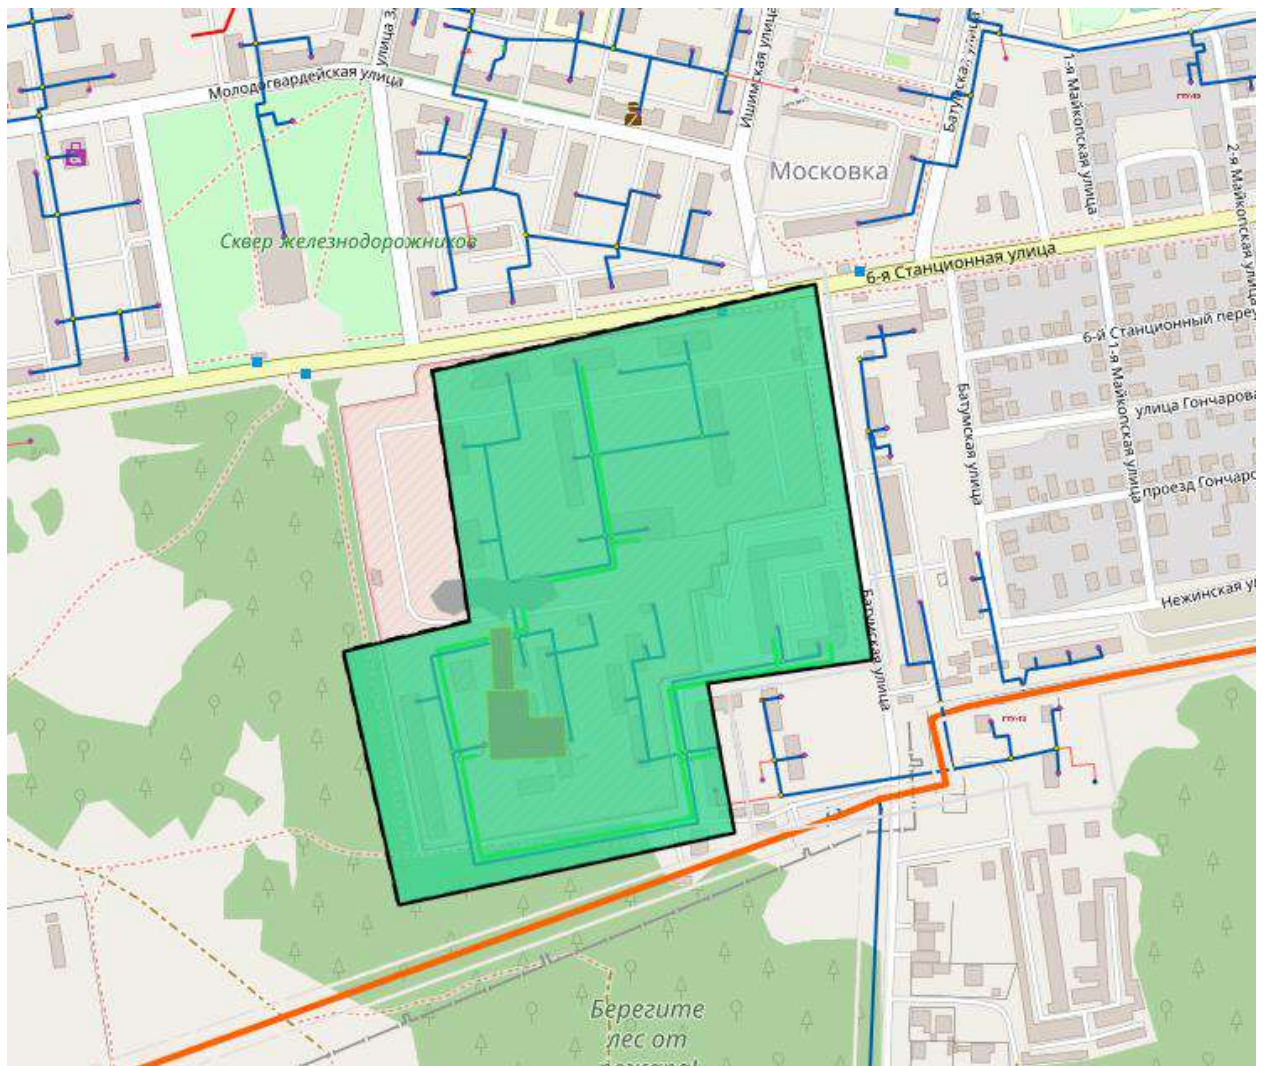 улица З
Ишимская улица
Батумская улица
1-я Майкопская улица
Молодогвардейская улица
2-я Майкопская улица
Московка
Сквер железнодорожников
6-я Станционная улица
6-й Станционный переу
1-я Майкопская улица
Батумская улица
улица Гончарова
проезд Гончаро
Нежинская ул
Батумская улица
Берегите
лес от
пожара!